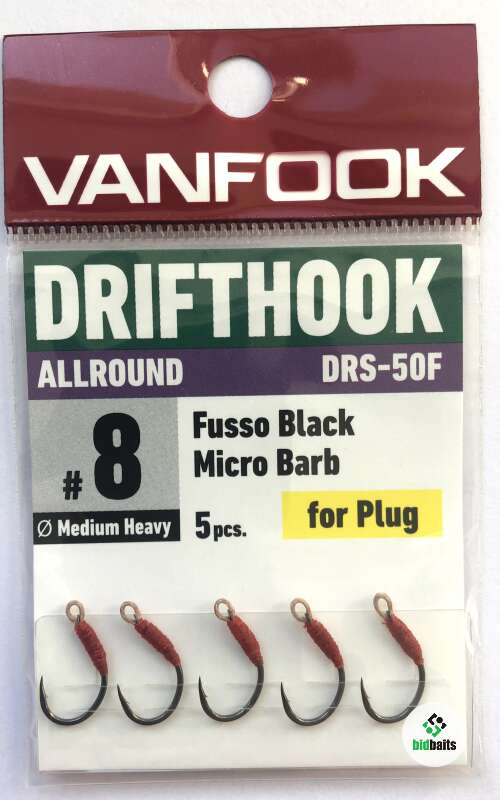 VANFOOK
DRIFTHOOK
ALLROUND DRS-50F
#8
Fusso Black
Micro Barb
Ø Medium Heavy
5pcs.
for Plug
bidbaits